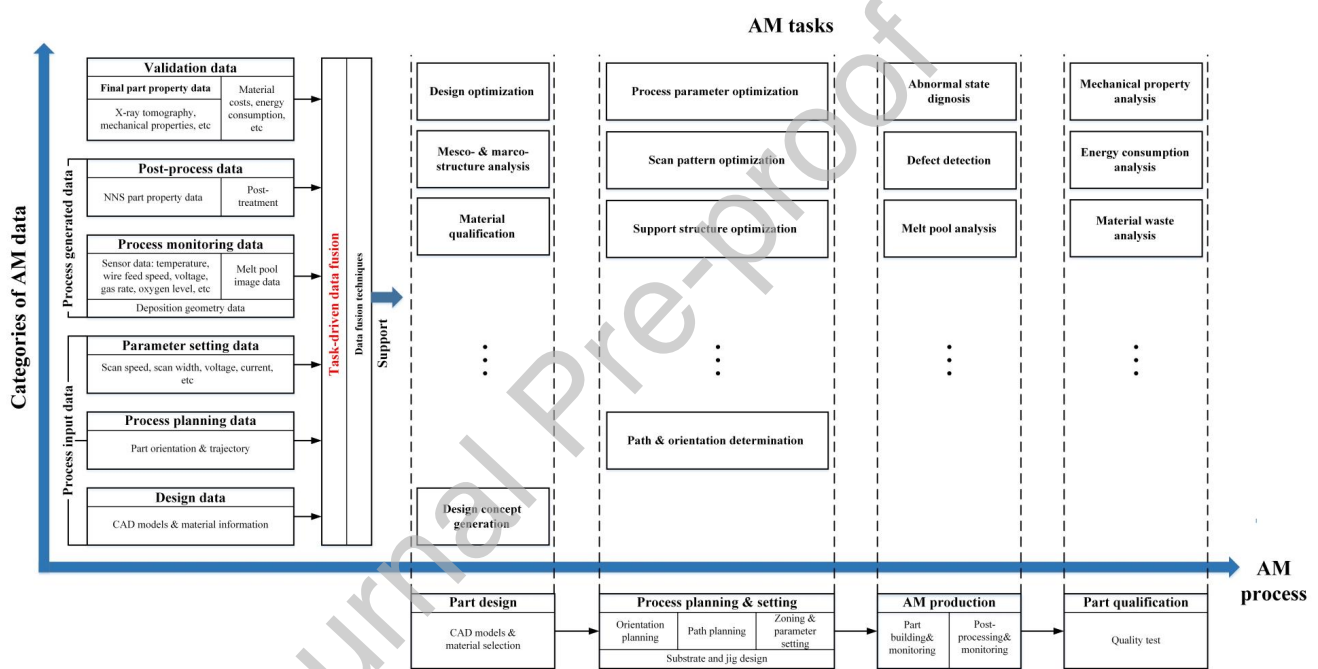 AM tasks
Categories of AM data
Process generated data
Process input data
Validation data
Final part property data
X-ray tomography,
mechanical properties, etc
Material
costs, energy
consumption,
etc
Post-process data
NNS part property data
Post-
treatment
Process monitoring data
Sensor data: temperature,
wire feed speed, voltage,
gas rate, oxygen level, etc
Melt pool
image data
Deposition geometry data
Parameter setting data
Scan speed, scan width, voltage, current,
etc
Process planning data
Part orientation & trajectory
Design data
CAD models & material information
Task-driven data fusion
Data fusion techniques
Support
Design optimization
Mesco- & marco-
structure analysis
Material
qualification
Design concept
generation
Process parameter optimization
Scan pattern optimization
Support structure optimization
Path & orientation determination
Abnormal state
dignosis
Defect detection
Melt pool analysis
Mechanical property
analysis
Energy consumption
analysis
Material waste
analysis
AM
process
Part design
CAD models &
material selection
Process planning & setting
Orientation
planning
Path planning
Zoning &
parameter
setting
Substrate and jig design
AM production
Part
building&
monitoring
Post-
processing&
monitoring
Part qualification
Quality test
urnal Pre-proof